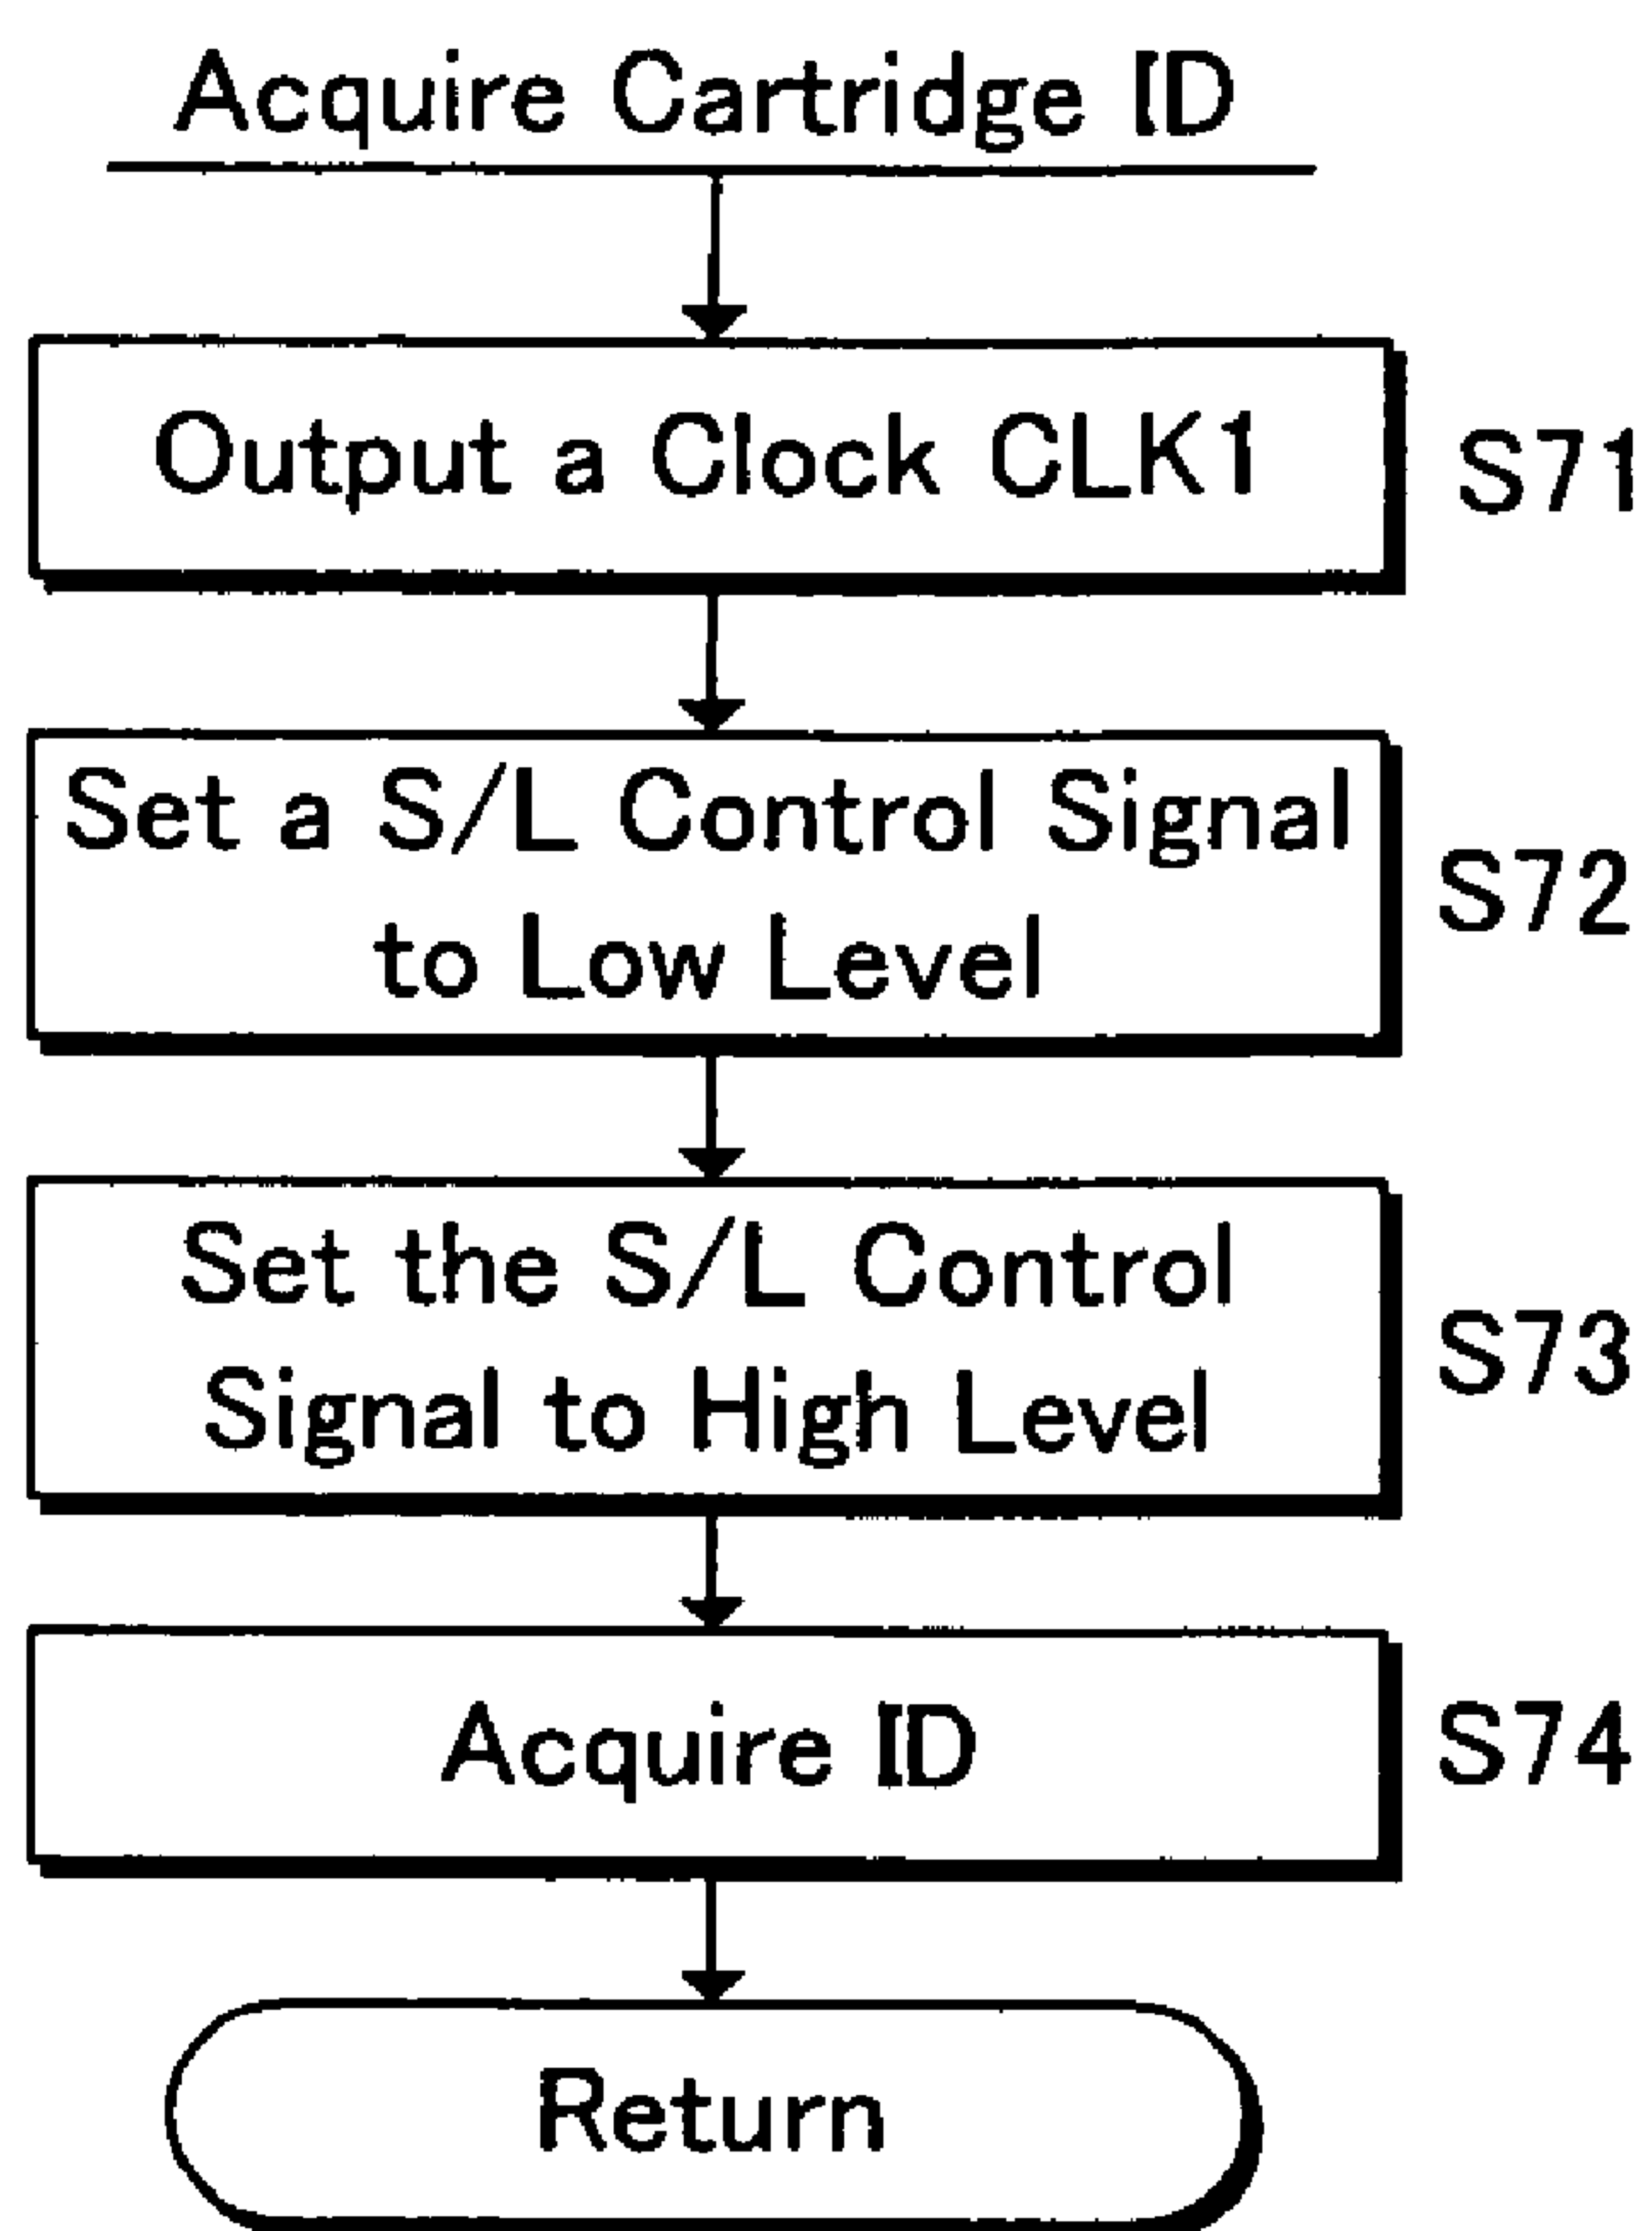 Acquire Cartridge ID
Output a Clock CLK1
S71
Set a S/L Control Signal
to Low Level
S72
Set the S/L Control
Signal to High Level
S73
Acquire ID
S74
Return